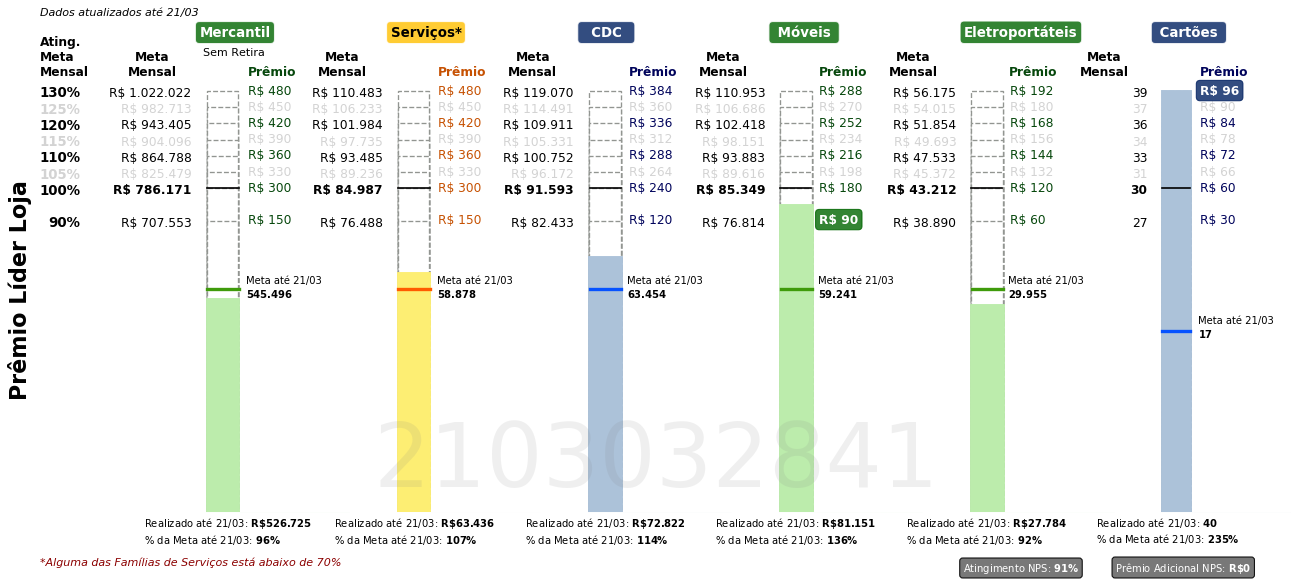 Dados atualizados até 21/03
Mercantil Serviços* CDC Móveis Eletroportáteis Cartões
Sem Retira
Ating. Meta Mensal Meta Mensal Prêmio Meta Mensal Prêmio Meta Mensal Prêmio Meta Mensal Prêmio Meta Mensal Prêmio Meta Mensal Prêmio
130% R$ 1.022.022 R$ 480 R$ 110.483 R$ 480 R$ 119.070 R$ 384 R$ 110.953 R$ 288 R$ 56.175 R$ 192 39 R$ 96
125% R$ 982.713 R$ 450 R$ 106.233 R$ 450 R$ 114.491 R$ 360 R$ 106.686 R$ 270 R$ 54.015 R$ 180 37 R$ 90
120% R$ 943.405 R$ 420 R$ 101.984 R$ 420 R$ 109.911 R$ 336 R$ 102.418 R$ 252 R$ 51.854 R$ 168 36 R$ 84
115% R$ 904.096 R$ 390 R$ 97.735 R$ 390 R$ 105.331 R$ 312 R$ 98.151 R$ 234 R$ 49.693 R$ 156 34 R$ 78
110% R$ 864.788 R$ 360 R$ 93.485 R$ 360 R$ 100.752 R$ 288 R$ 93.883 R$ 216 R$ 47.533 R$ 144 33 R$ 72
105% R$ 825.479 R$ 330 R$ 89.236 R$ 330 R$ 96.172 R$ 264 R$ 89.616 R$ 198 R$ 45.372 R$ 132 31 R$ 66
100% R$ 786.171 R$ 300 R$ 84.987 R$ 300 R$ 91.593 R$ 240 R$ 85.349 R$ 180 R$ 43.212 R$ 120 30 R$ 60
90% R$ 707.553 R$ 150 R$ 76.488 R$ 150 R$ 82.433 R$ 120 R$ 76.814 R$ 90 R$ 38.890 R$ 60 27 R$ 30
Prêmio Líder Loja
Meta até 21/03 Meta até 21/03 Meta até 21/03 Meta até 21/03 Meta até 21/03
545.496 58.878 63.454 59.241 29.955
Meta até 21/03
17
2103032841
Realizado até 21/03: R$526.725 Realizado até 21/03: R$63.436 Realizado até 21/03: R$72.822 Realizado até 21/03: R$81.151 Realizado até 21/03: R$27.784 Realizado até 21/03: 40
% da Meta até 21/03: 96% % da Meta até 21/03: 107% % da Meta até 21/03: 114% % da Meta até 21/03: 136% % da Meta até 21/03: 92% % da Meta até 21/03: 235%
*Alguma das Famílias de Serviços está abaixo de 70% Atingimento NPS: 91% Prêmio Adicional NPS: R$0